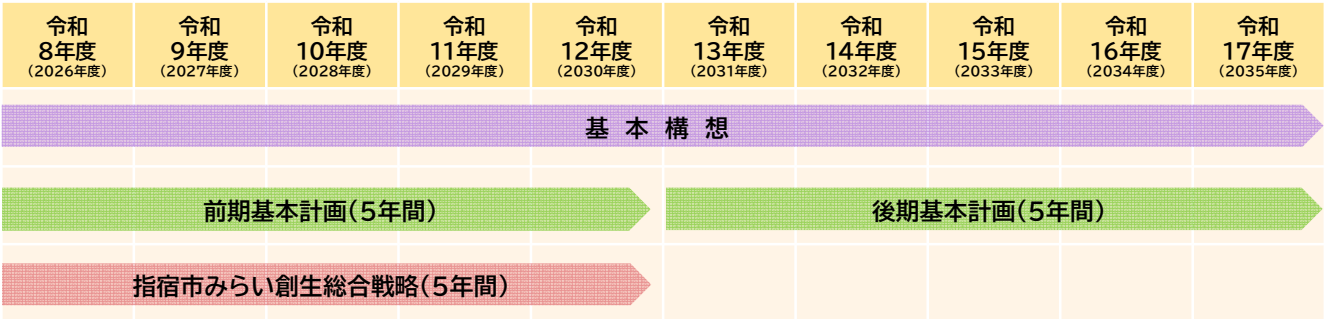 令和
8年度
(2026年度)
令和
9年度
(2027年度)
令和
10年度
(2028年度)
令和
11年度
(2029年度)
令和
12年度
(2030年度)
令和
13年度
(2031年度)
令和
14年度
(2032年度)
令和
15年度
(2033年度)
令和
16年度
(2034年度)
令和
17年度
(2035年度)
基 本 構 想
前期基本計画(5年間)
後期基本計画(5年間)
指宿市みらい創生総合戦略(5年間)